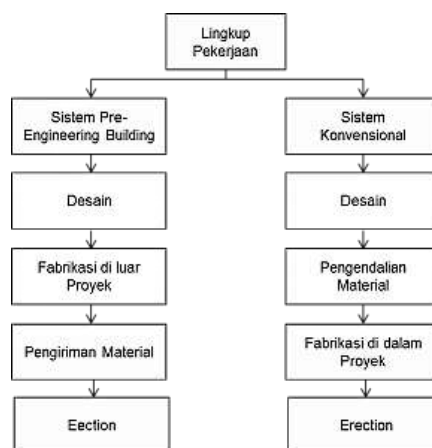 Lingkup
Pekerjaan
Sistem Pre-
Engineering Building
Desain
Fabrikasi di luar
Proyek
Pengiriman Material
Eection
Sistem
Konvensional
Desain
Pengendalian
Material
Fabrikasi di dalam
Proyek
Erection